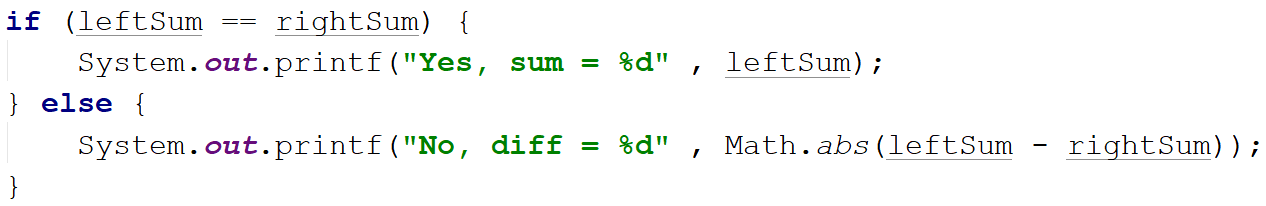 if (leftSum == rightSum) {
    System.out.printf("Yes, sum = %d" , leftSum);
} else {
    System.out.printf("No, diff = %d" , Math.abs(leftSum - rightSum));
}